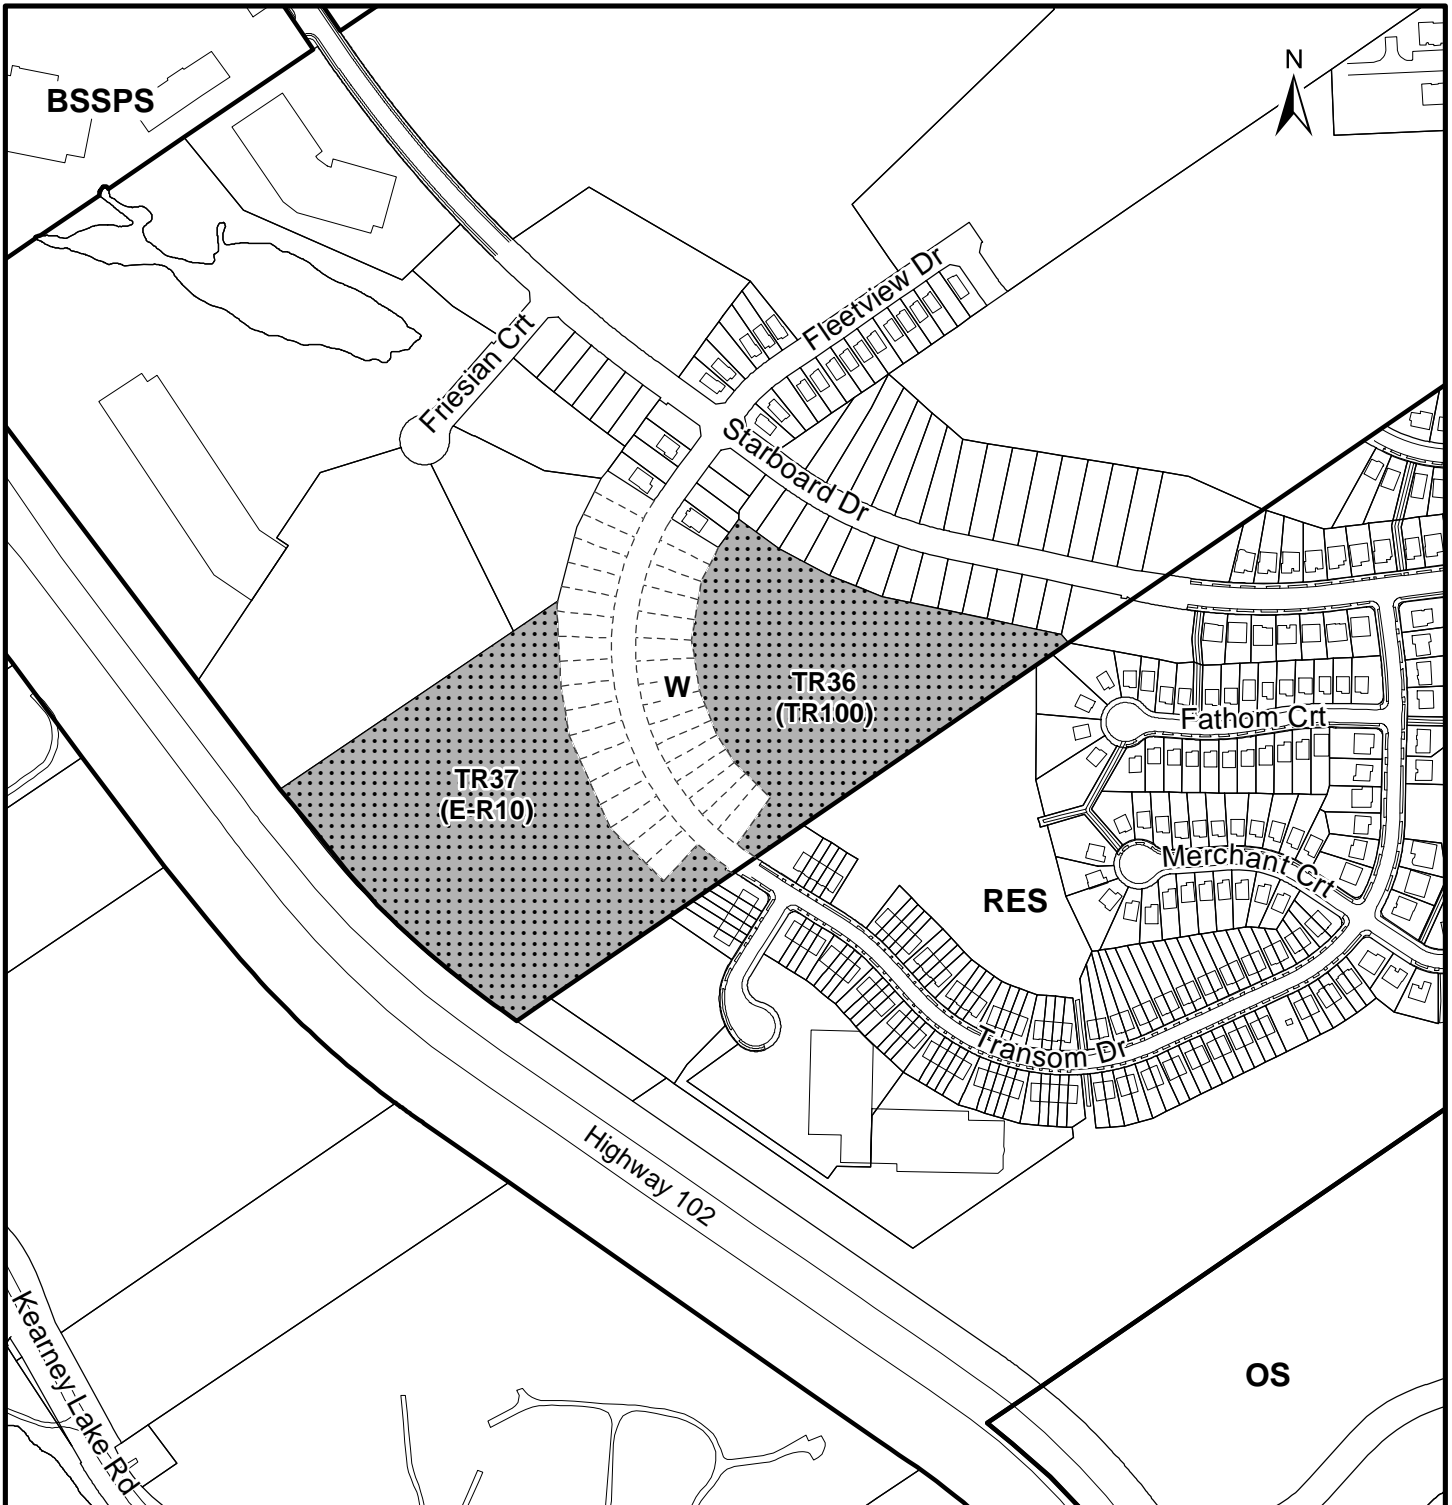 N
BSSPS
Fleetview Dr
Friesian Crt
Starboard Dr
W
TR36
(TR100)
Fathom Crt
TR37
(E-R10)
Merchant Crt
RES
Transom Dr
Highway 102
Kearney Lake Rd
OS